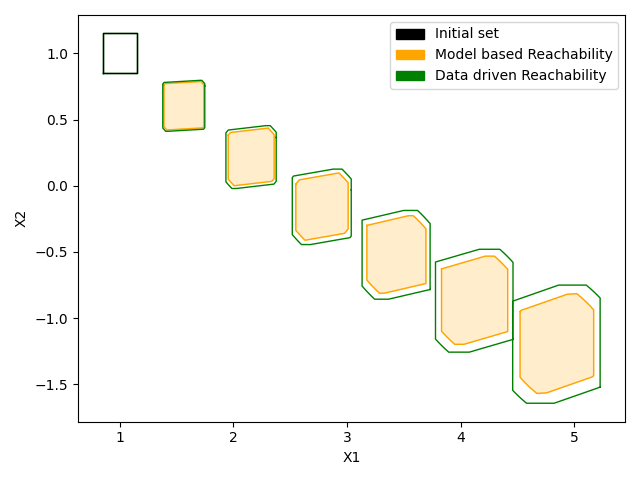 Initial set
Model based Reachability
Data driven Reachability
1.0
0.5
0.0
−0.5
−1.0
−1.5
X2
1 2 3 4 5
X1